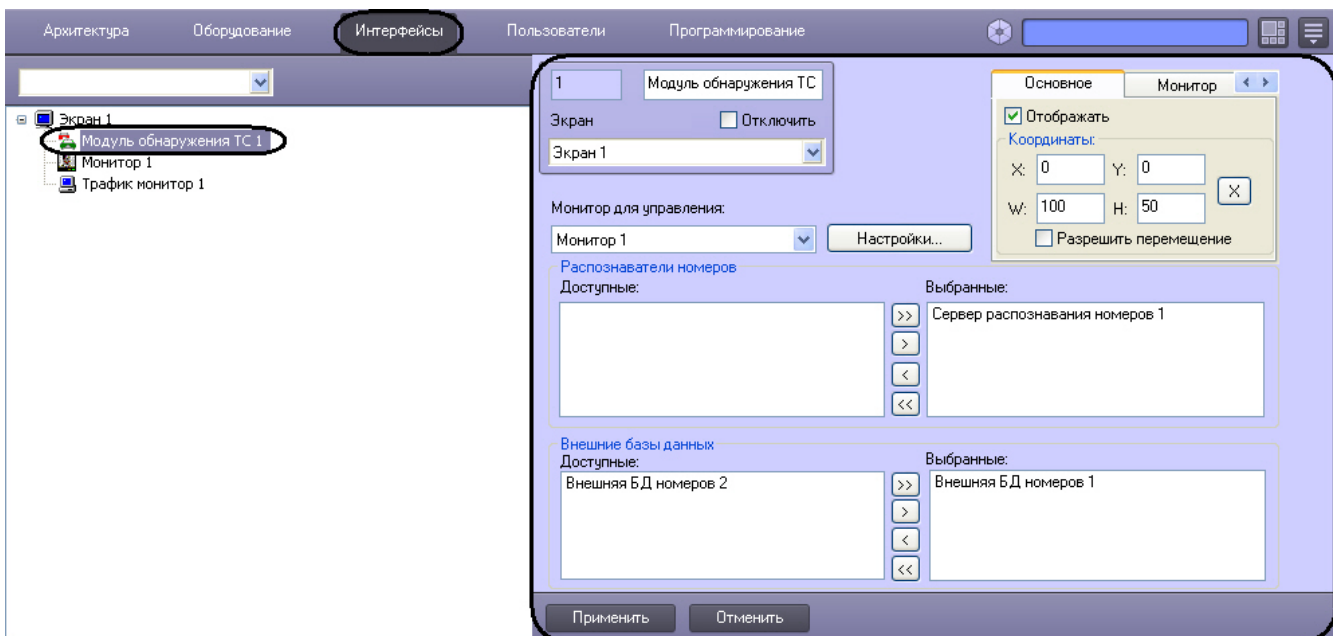 Архитектура Оборудование Интерфейсы Пользователи Программирование
Экран 1
Модуль обнаружения ТС 1
Монитор 1
Трафик монитор 1
1 Модуль обнаружения ТС
Экран Отключить
Экран 1
Основное Монитор
Отображать
Координаты:
X: 0 Y: 0
X
W: 100 H: 50
Разрешить перемещение
Монитор для управления:
Монитор 1 Настройки...
Распознаватели номеров
Доступные: Выбранные:
Сервер распознавания номеров 1
>>
>
<
<<
Внешние базы данных
Доступные: Выбранные:
Внешняя БД номеров 2 Внешняя БД номеров 1
>>
>
<
<<
Применить Отменить